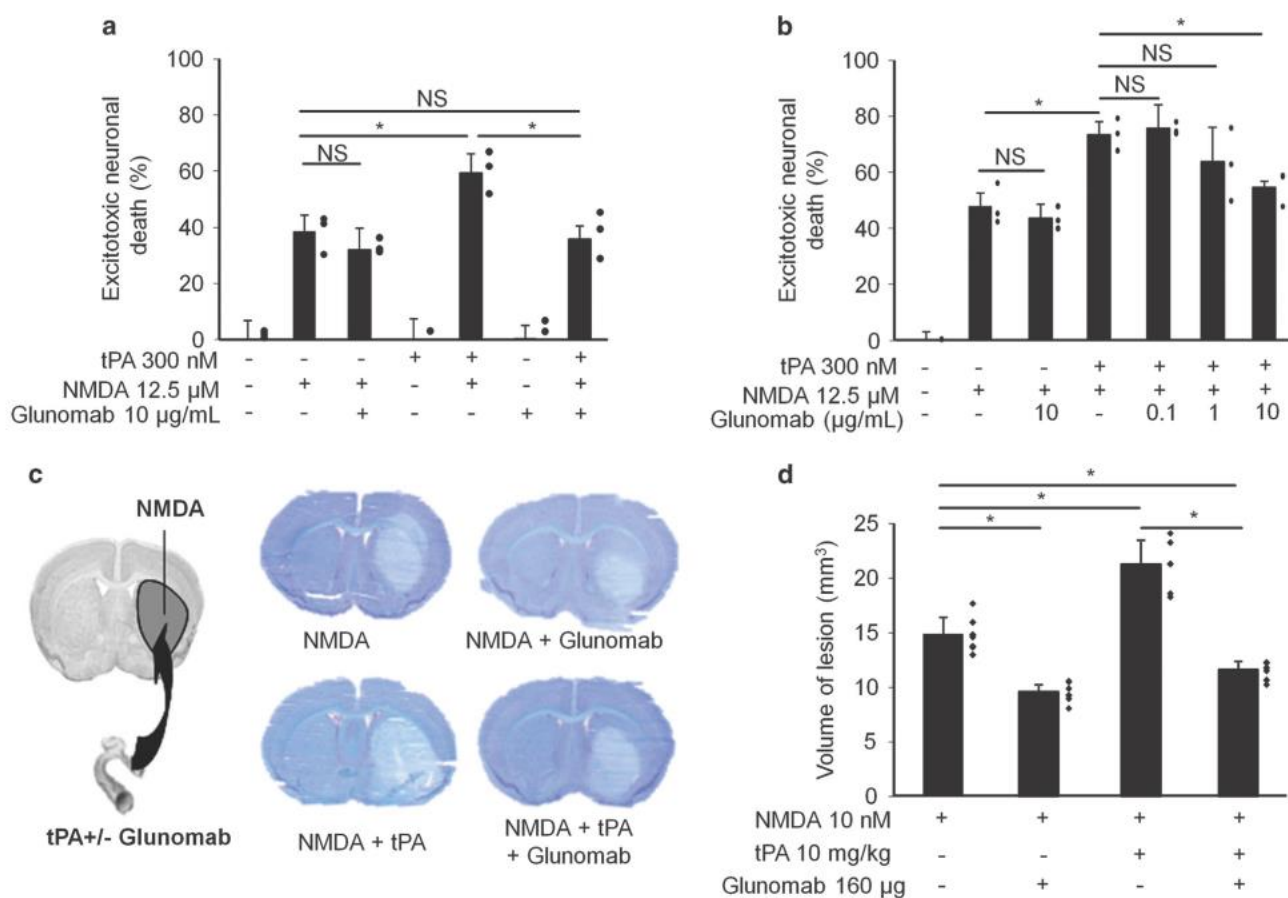 a
Excitotoxic neuronal
death (%)
100
80
60
40
20
0
NS
*
*
NS
tPA 300 nM - - - + + - +
NMDA 12.5 µM - + + - + - +
Glunomab 10 µg/mL - - + - - + +
b
Excitotoxic neuronal
death (%)
100
80
60
40
20
0
*
NS
*
NS
NS
tPA 300 nM - - - + + + +
NMDA 12.5 µM - + + + + + +
Glunomab (µg/mL) - - 10 - 0.1 1 10
c
NMDA
tPA+/- Glunomab
NMDA
NMDA + Glunomab
NMDA + tPA
NMDA + tPA
+ Glunomab
d
Volume of lesion (mm³)
25
20
15
10
5
0
*
*
*
*
NMDA 10 nM + + + +
tPA 10 mg/kg - - + +
Glunomab 160 µg - + - +